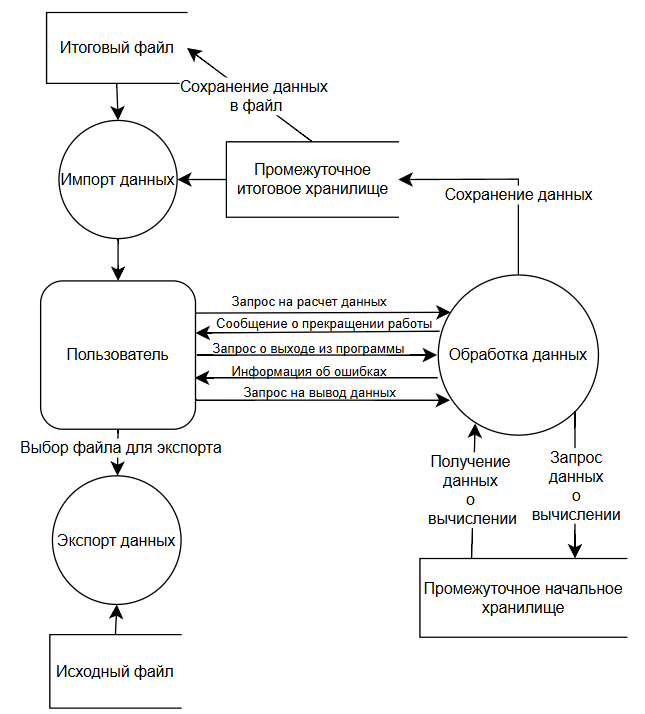 Итоговый файл
Сохранение данных
в файл
Импорт данных
Промежуточное
итоговое хранилище
Сохранение данных
Запрос на расчет данных
Сообщение о прекращении работы
Пользователь
Запрос о выходе из программы
Обработка данных
Информация об ошибках
Запрос на вывод данных
Выбор файла для экспорта
Получение
данных
о
вычислении
Запрос
данных
о
вычислении
Экспорт данных
Промежуточное начальное
хранилище
Исходный файл